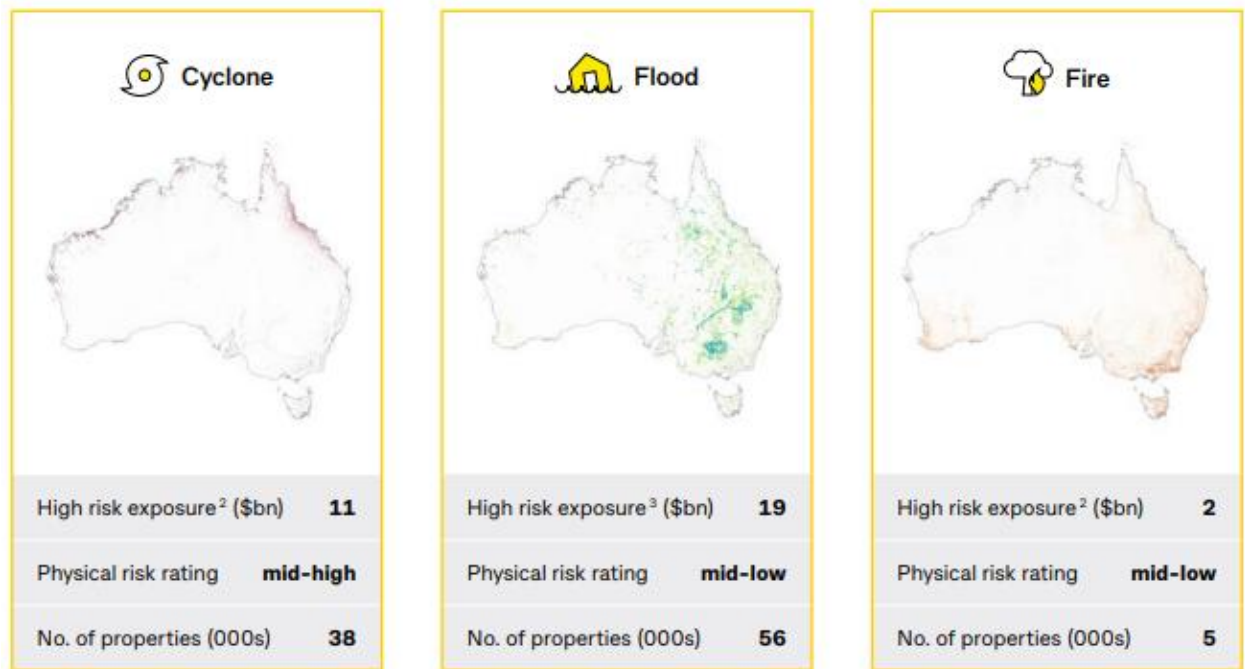 Cyclone
High risk exposure² ($bn) 11
Physical risk rating mid-high
No. of properties (000s) 38
Flood
High risk exposure³ ($bn) 19
Physical risk rating mid-low
No. of properties (000s) 56
Fire
High risk exposure² ($bn) 2
Physical risk rating mid-low
No. of properties (000s) 5